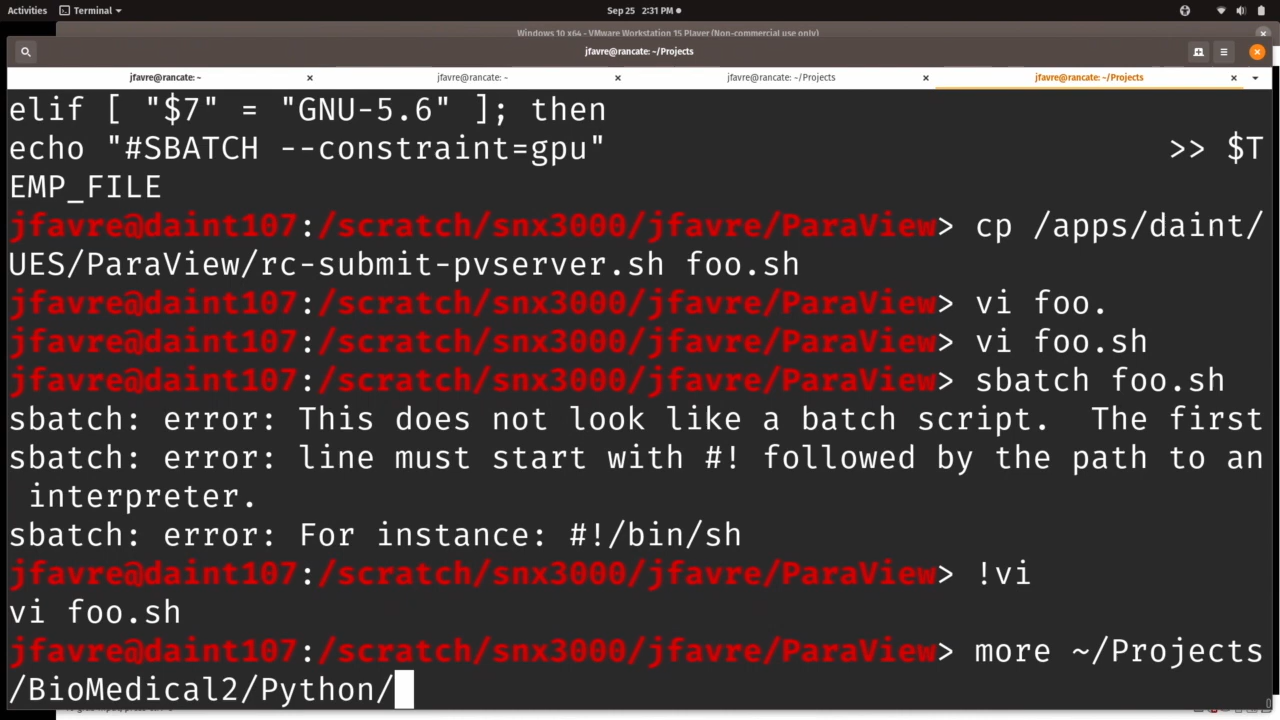 Activities Terminal Sep 25 2:31 PM
Windows 10 x64 - VMware Workstation 15 Player (Non-commercial use only)
jfavre@rancate: ~/Projects
jfavre@rancate: ~ jfavre@rancate: ~ jfavre@rancate: ~/Projects jfavre@rancate: ~/Projects
elif [ "$7" = "GNU-5.6" ]; then
echo "#SBATCH --constraint=gpu" >> $T
EMP_FILE
jfavre@daint107:/scratch/snx3000/jfavre/ParaView> cp /apps/daint/
UES/ParaView/rc-submit-pvserver.sh foo.sh
jfavre@daint107:/scratch/snx3000/jfavre/ParaView> vi foo.
jfavre@daint107:/scratch/snx3000/jfavre/ParaView> vi foo.sh
jfavre@daint107:/scratch/snx3000/jfavre/ParaView> sbatch foo.sh
sbatch: error: This does not look like a batch script.  The first
sbatch: error: line must start with #! followed by the path to an
 interpreter.
sbatch: error: For instance: #!/bin/sh
jfavre@daint107:/scratch/snx3000/jfavre/ParaView> !vi
vi foo.sh
jfavre@daint107:/scratch/snx3000/jfavre/ParaView> more ~/Projects
/BioMedical2/Python/